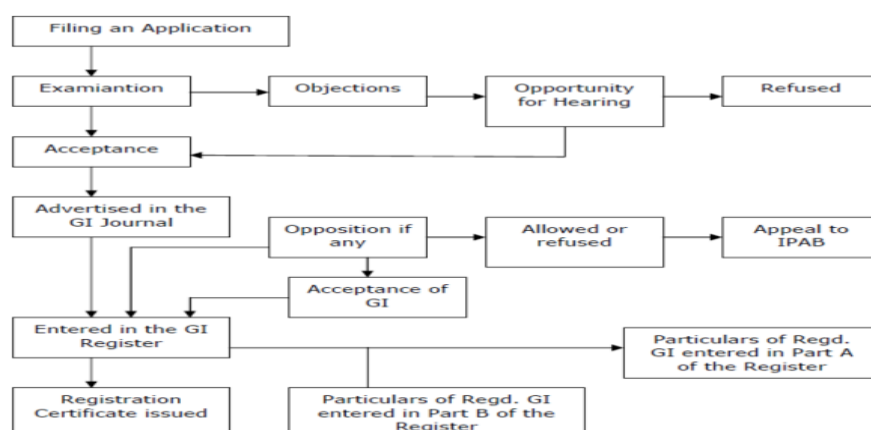 Filing an Application
Examiantion
Objections
Opportunity
for Hearing
Refused
Acceptance
Advertised in the
GI Journal
Opposition if
any
Allowed or
refused
Appeal to
IPAB
Acceptance of
GI
Entered in the GI
Register
Particulars of Regd.
GI entered in Part A
of the Register
Registration
Certificate issued
Particulars of Regd. GI
entered in Part B of the
Register